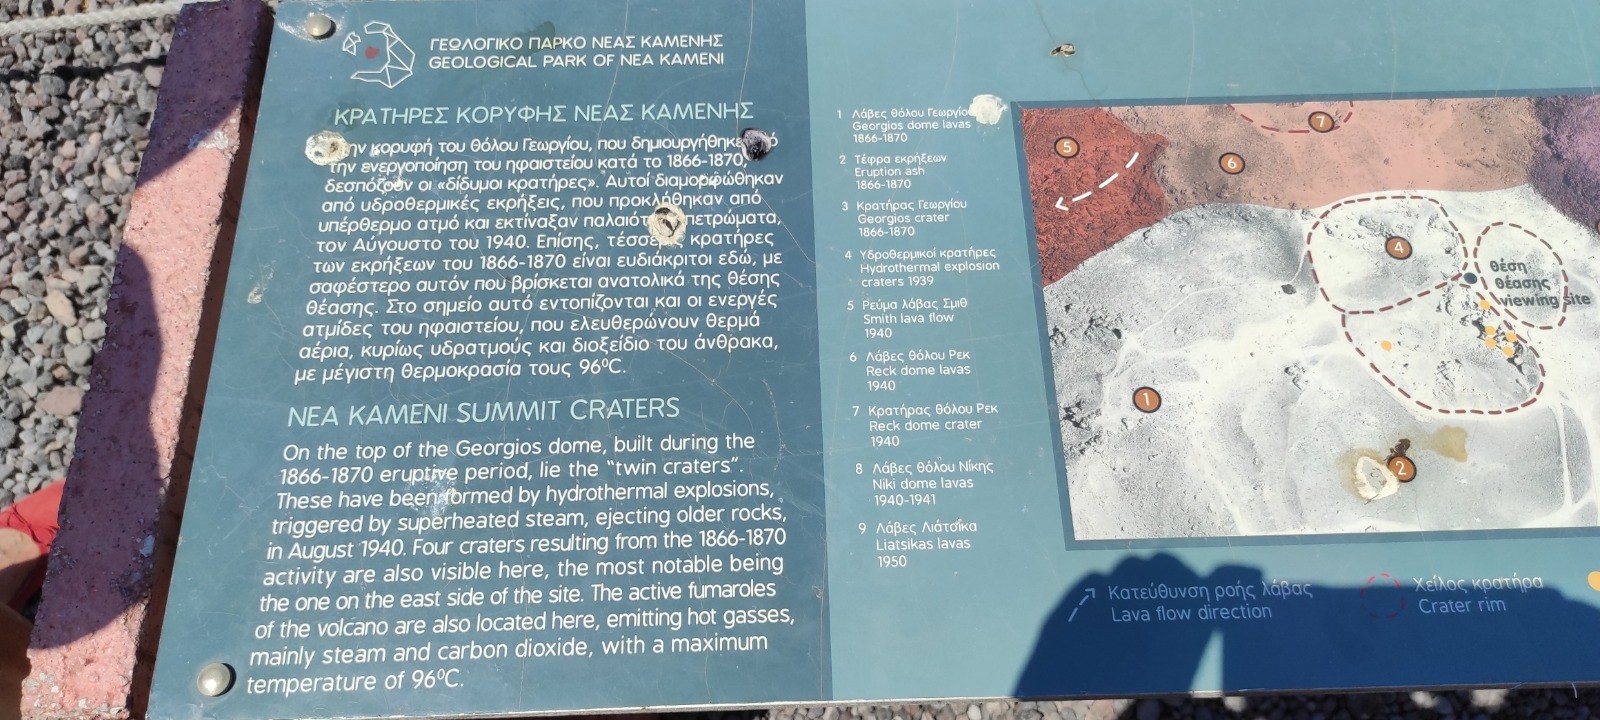 ΓΕΩΛΟΓΙΚΟ ΠΑΡΚΟ ΝΕΑΣ ΚΑΜΕΝΗΣ
GEOLOGICAL PARK OF NEA KAMENI
ΚΡΑΤΗΡΕΣ ΚΟΡΥΦΗΣ ΝΕΑΣ ΚΑΜΕΝΗΣ
κορυφή του θόλου Γεωργίου, που δημιουργήθηκε
την ενεργοποίηση του ηφαιστείου κατά το 1866-1870,
δεσπόζουν οι «δίδυμοι κρατήρες». Αυτοί διαμορφώθηκαν
από υδροθερμικές εκρήξεις, που προκλήθηκαν από
υπέρθερμο ατμό και εκτίναξαν πετρώματα,
τον Αύγουστο του 1940. Επίσης, κρατήρες
των εκρήξεων του 1866-1870 είναι ευδιάκριτοι εδώ, με
σαφέστερο αυτόν που βρίσκεται ανατολικά της θέσης
θέασης. Στο σημείο αυτό εντοπίζονται και οι ενεργές
ατμίδες του ηφαιστείου, που ελευθερώνουν θερμά
αέρια, κυρίως υδρατμούς και διοξείδιο του άνθρακα,
με μέγιστη θερμοκρασία τους 96°C.
NEA KAMENI SUMMIT CRATERS
On the top of the Georgios dome, built during the
1866-1870 eruptive period, lie the "twin craters".
These have been formed by hydrothermal explosions,
triggered by superheated steam, ejecting older rocks,
in August 1940. Four craters resulting from the 1866-1870
activity are also visible here, the most notable being
the one on the east side of the site. The active fumaroles
of the volcano are also located here, emitting hot gasses,
mainly steam and carbon dioxide, with a maximum
temperature of 96°C.
1 Λάβες θόλου Γεωργίου
Georgios dome lavas
1866-1870
2 Τέφρα εκρήξεων
Eruption ash
1866-1870
3 Κρατήρας Γεωργίου
Georgios crater
1866-1870
4 Υδροθερμικοί κρατήρες
Hydrothermal explosion
craters 1939
5 Ρεύμα λάβας Σμιθ
Smith lava flow
1940
6 Λάβες θόλου Ρεκ
Reck dome lavas
1940
7 Κρατήρας θόλου Ρεκ
Reck dome crater
1940
8 Λάβες θόλου Νίκης
Niki dome lavas
1940-1941
9 Λάβες Λιάτσικα
Liatsikas lavas
1950
7
5
6
4
θέση
θέασης
viewing site
1
2
Κατεύθυνση ροής λάβας
Lava flow direction
Χείλος κρατήρα
Crater rim